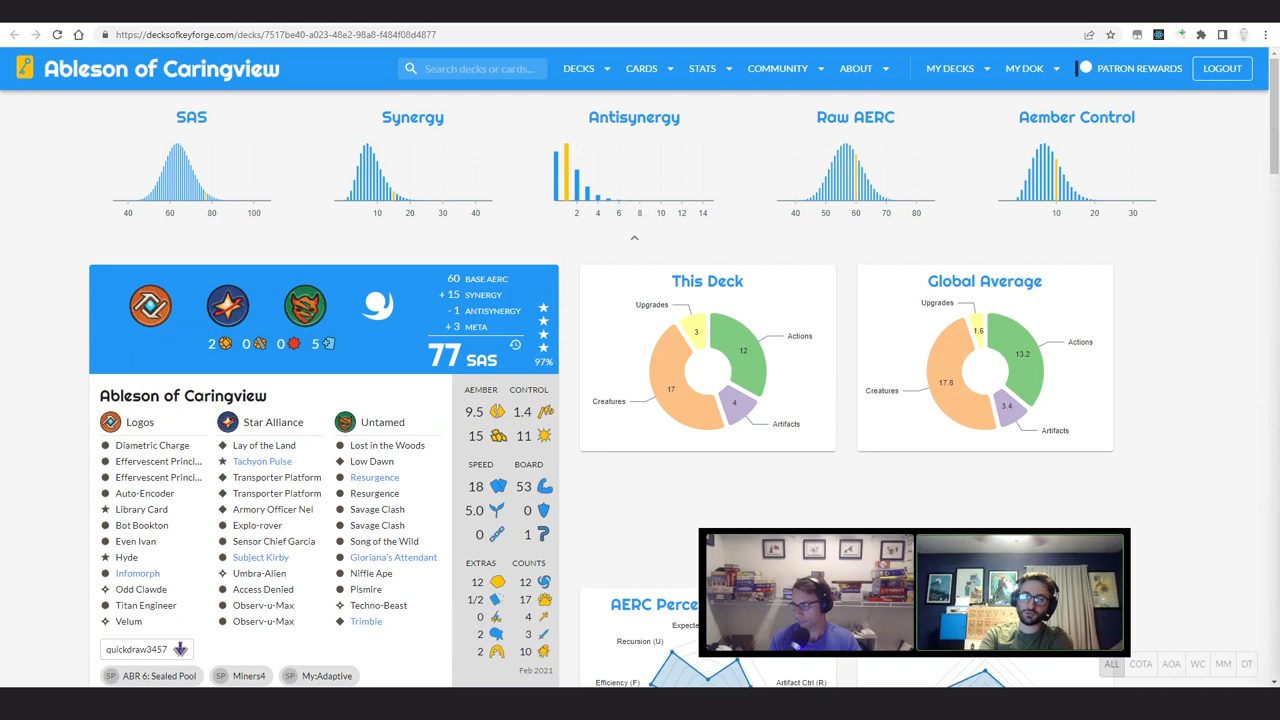 https://decksofkeyforge.com/decks/7517be40-a023-48e2-98a8-f484f08d4877
Ableson of Caringview
Search decks or cards...
DECKS
CARDS
STATS
COMMUNITY
ABOUT
MY DECKS
MY DOK
PATRON REWARDS
LOGOUT
SAS
Synergy
Antisynergy
Raw AERC
Aember Control
40 60 80 100
10 20 30 40
2 4 6 8 10 12 14
40 50 60 70 80
10 20 30
60 BASE AERC
+ 15 SYNERGY
- 1 ANTISYNERGY
+ 3 META
77 SAS
97%
2 0 0 5
Ableson of Caringview
Logos
Diametric Charge
Effervescent Princi...
Effervescent Princi...
Auto-Encoder
Library Card
Bot Bookton
Even Ivan
Hyde
Infomorph
Odd Clawde
Titan Engineer
Velum
Star Alliance
Lay of the Land
Tachyon Pulse
Transporter Platform
Transporter Platform
Armory Officer Nel
Explo-rover
Sensor Chief Garcia
Subject Kirby
Umbra-Alien
Access Denied
Observ-u-Max
Observ-u-Max
Untamed
Lost in the Woods
Low Dawn
Resurgence
Resurgence
Savage Clash
Savage Clash
Song of the Wild
Gloriana's Attendant
Niffle Ape
Pismire
Techno-Beast
Trimble
quickdraw3457
SP ABR 6: Sealed Pool
SP Miners4
SP My:Adaptive
AEMBER CONTROL
9.5 1.4
15 11
SPEED BOARD
18 53
5.0 0
0 1
EXTRAS COUNTS
12 12
1/2 17
0 4
2 3
2 10
Feb 2021
This Deck
Upgrades
3
Actions
12
Creatures
17
4
Artifacts
Global Average
Upgrades
1.6
Actions
13.2
Creatures
17.8
3.4
Artifacts
AERC Perce
Expecte
Recursion (U)
Efficiency (F)
Artifact Ctrl (R)
ALL COTA AOA WC MM DT